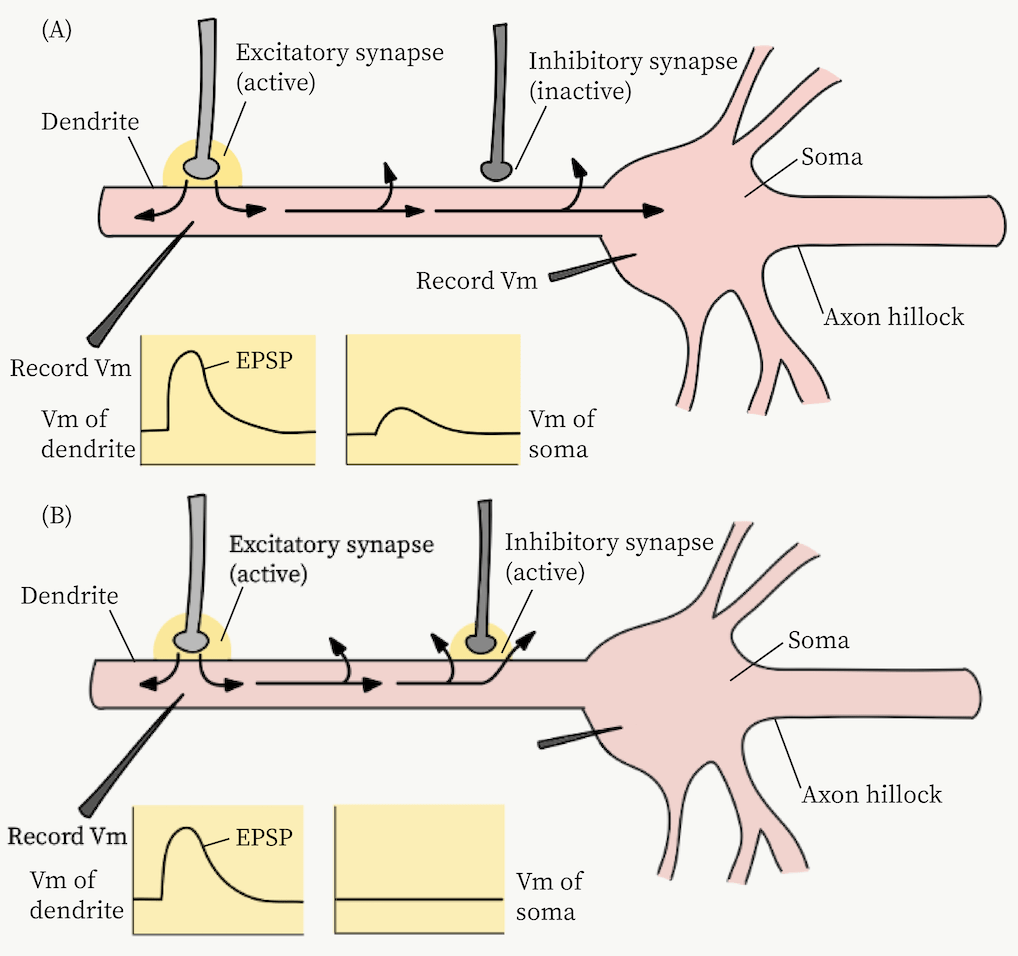 (A)
Excitatory synapse
(active)
Inhibitory synapse
(inactive)
Dendrite
Soma
Record Vm
Axon hillock
Record Vm
EPSP
Vm of
dendrite
Vm of
soma
(B)
Excitatory synapse
(active)
Inhibitory synapse
(active)
Dendrite
Soma
Axon hillock
Record Vm
EPSP
Vm of
dendrite
Vm of
soma